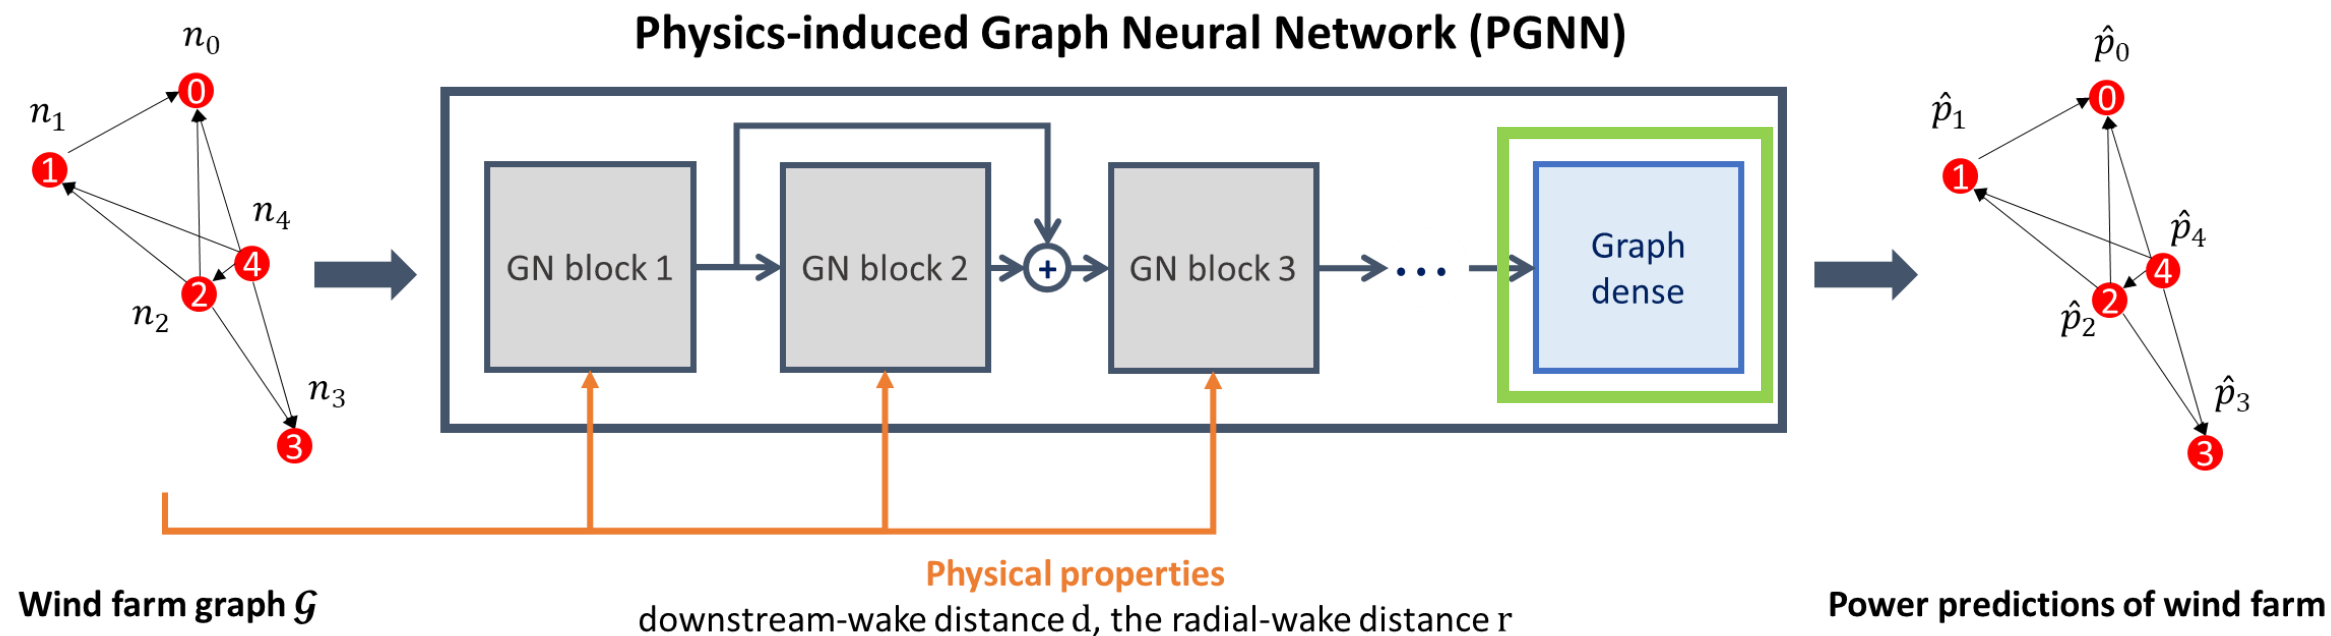 Physics-induced Graph Neural Network (PGNN)
n₀
n₁
n₄
n₂
n₃
0
1
4
2
3
GN block 1
GN block 2
+
GN block 3
...
Graph
dense
p̂₀
p̂₁
p̂₄
p̂₂
p̂₃
0
1
4
2
3
Physical properties
downstream-wake distance d, the radial-wake distance r
Wind farm graph 𝒢
Power predictions of wind farm